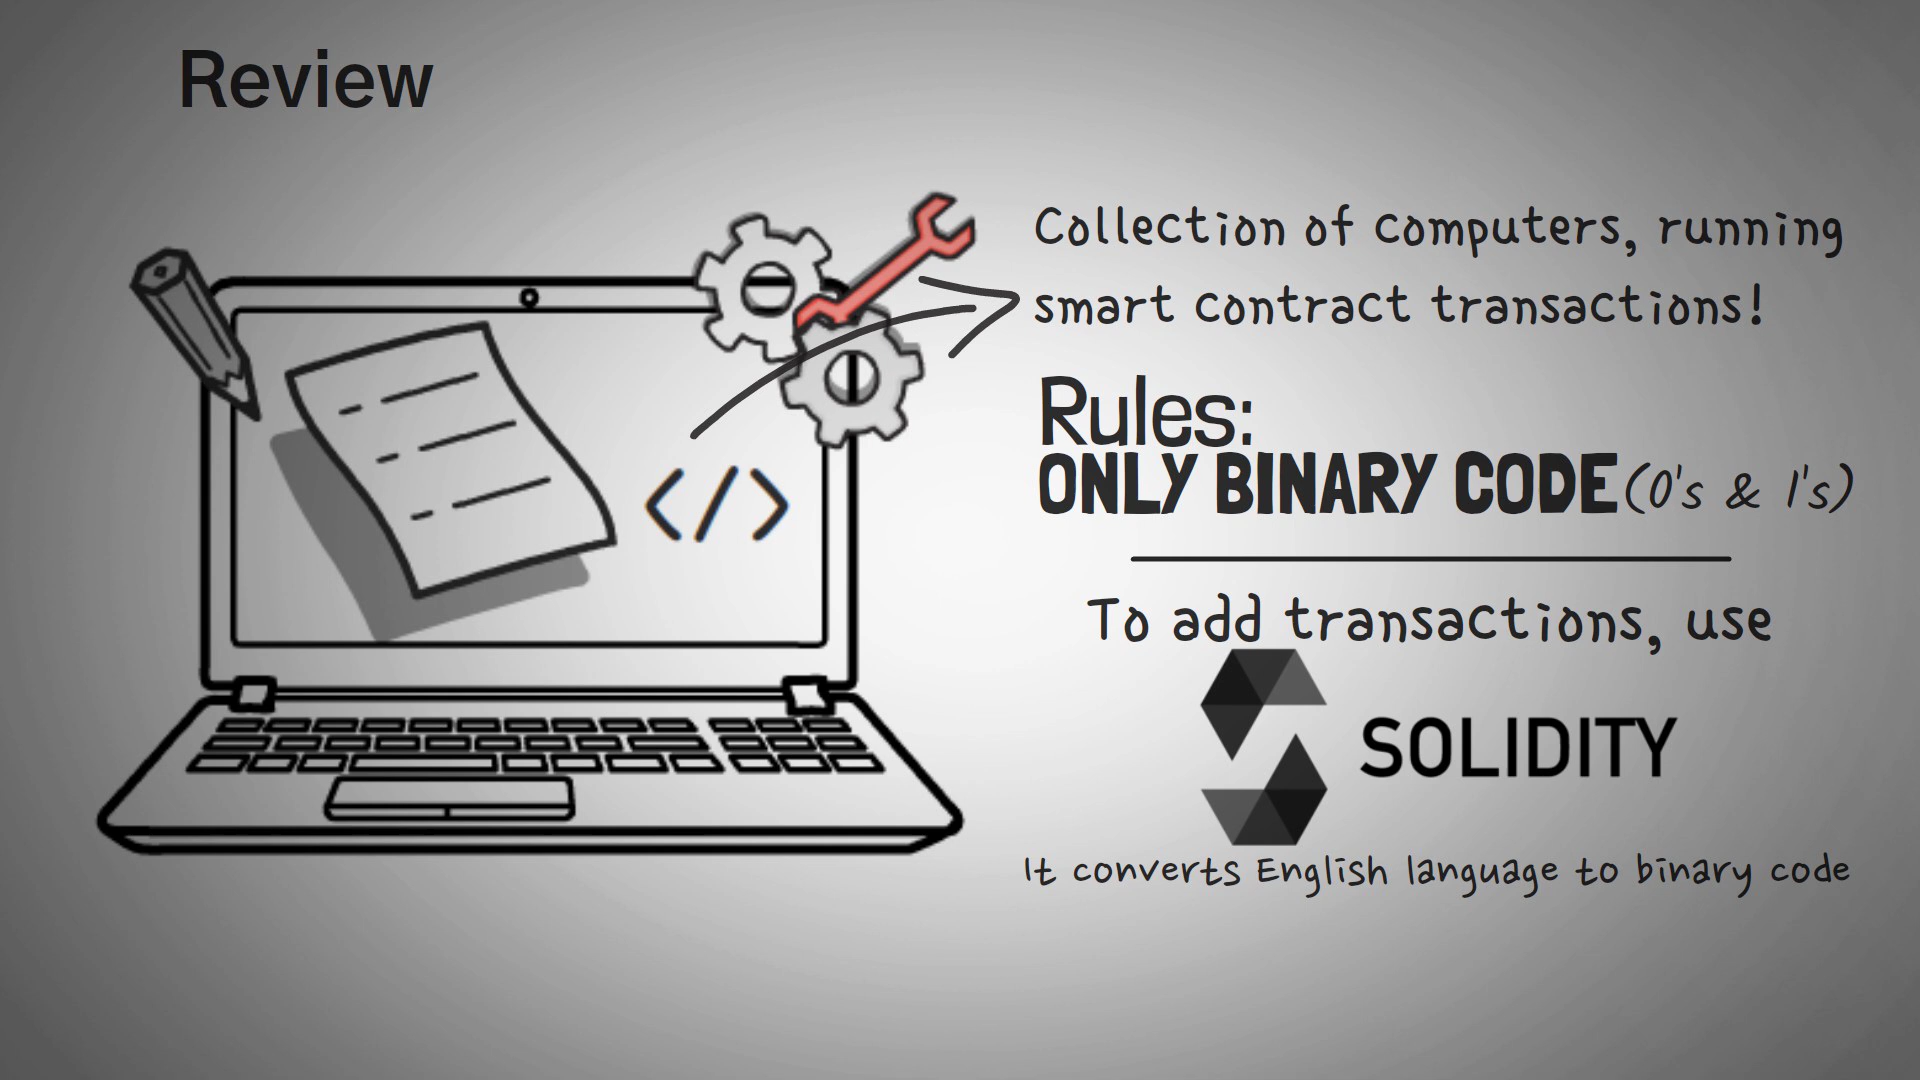 Review
Collection of computers, running
smart contract transactions!
Rules:
ONLY BINARY CODE (0's & 1's)
To add transactions, use
SOLIDITY
It converts English language to binary code
</>